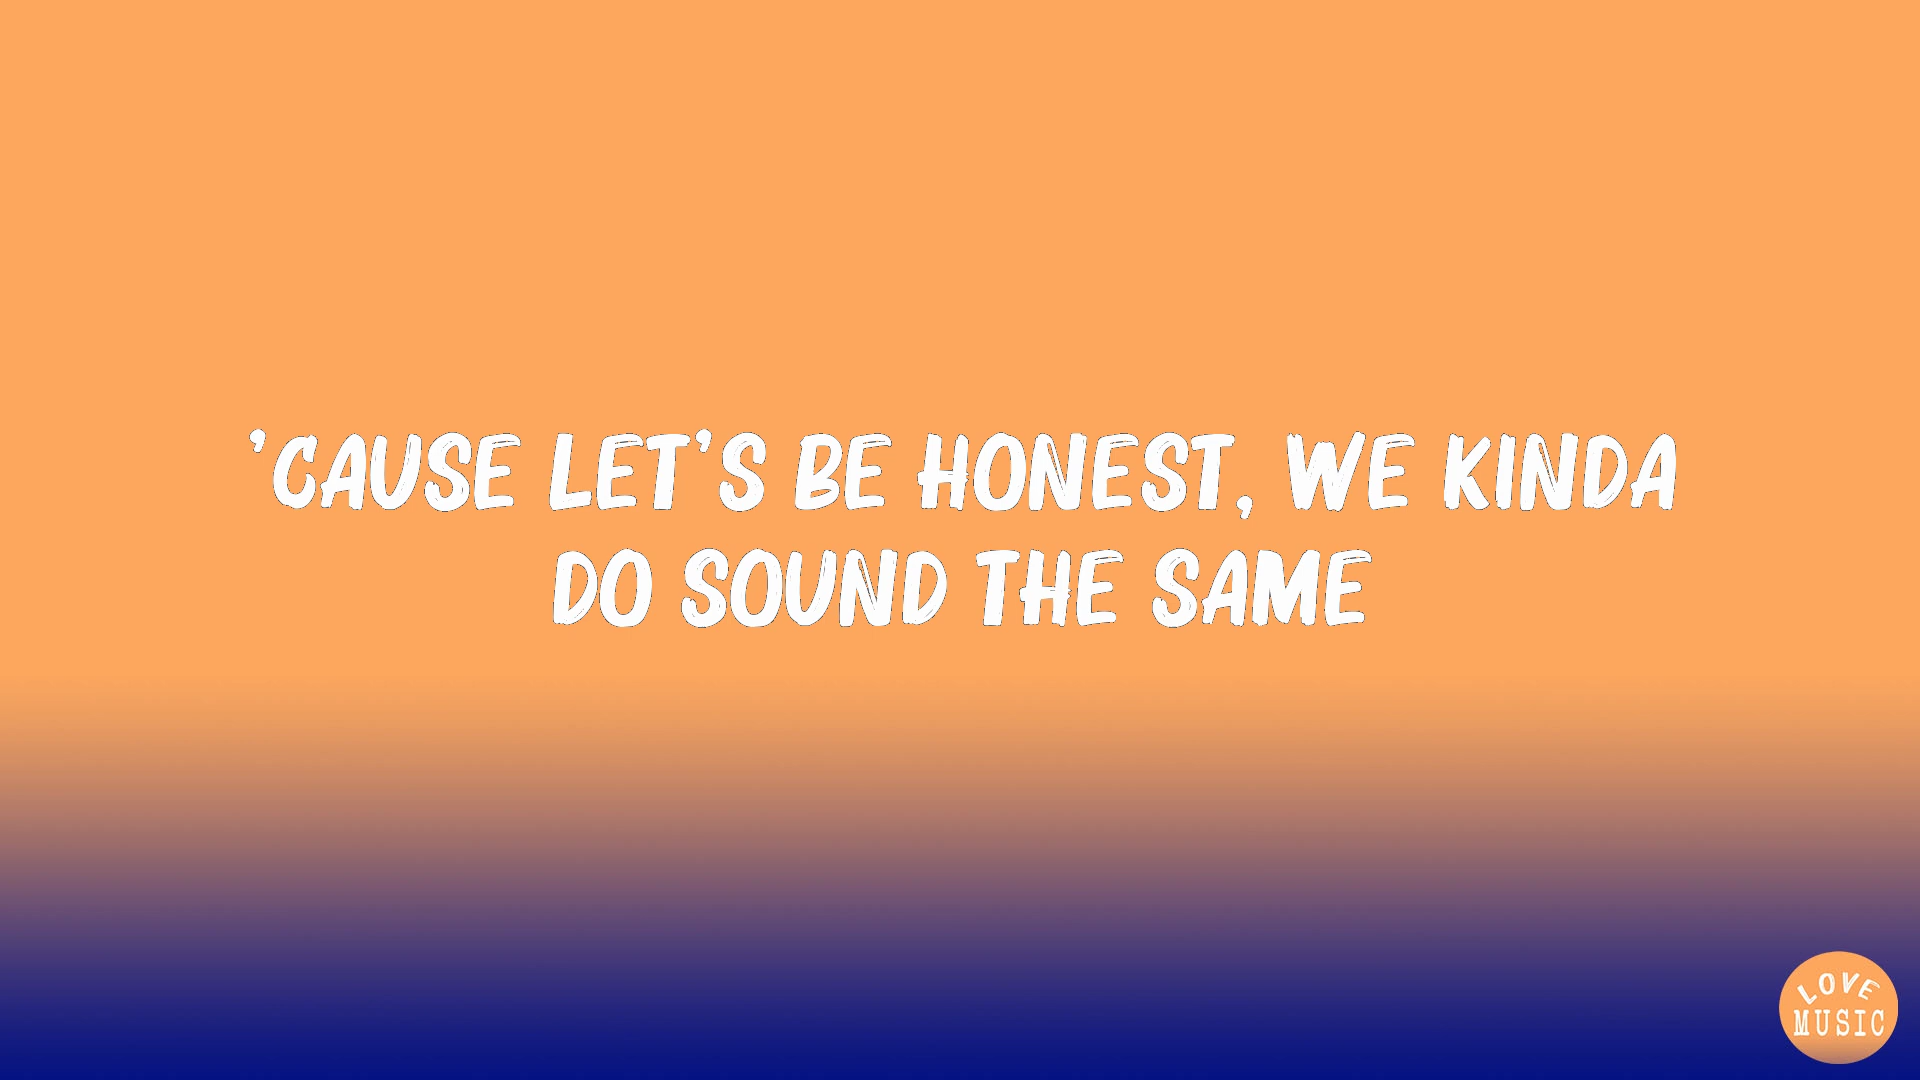 ’CAUSE LET’S BE HONEST, WE KINDA
DO SOUND THE SAME
LOVE
MUSIC